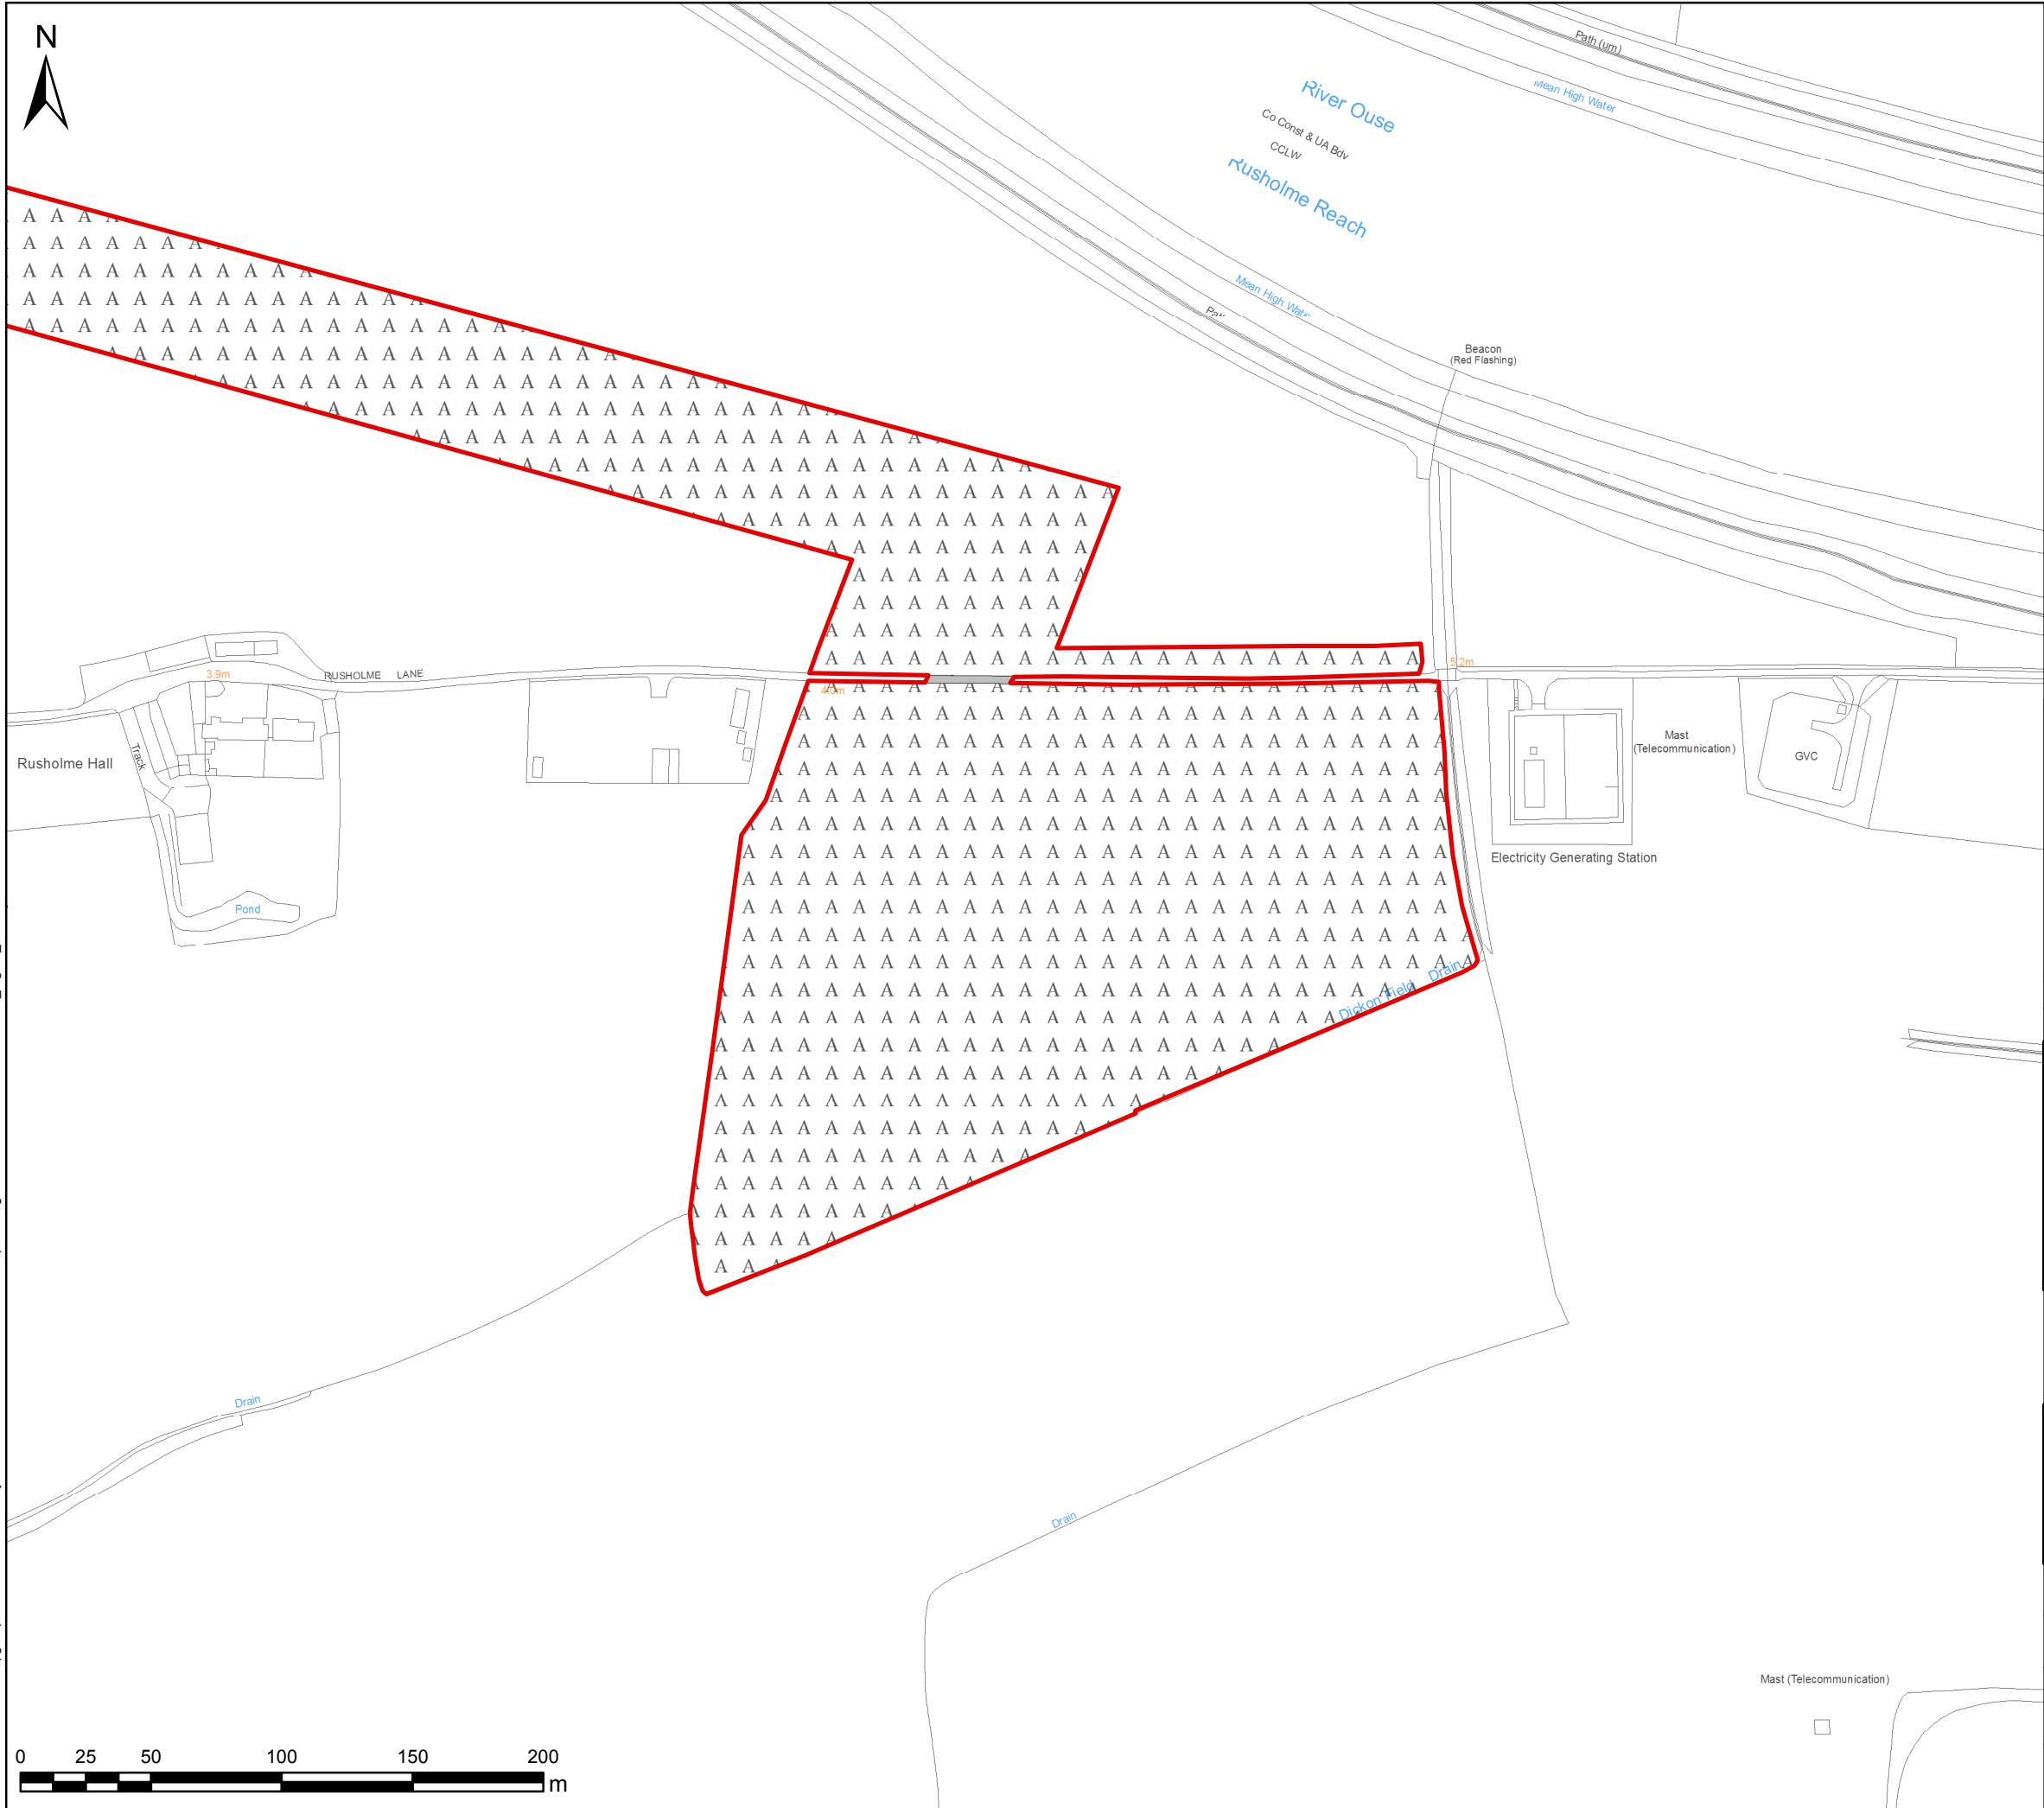 N
Path (um)
Mean High Water
River Ouse
Co Const & UA Bdy
CCLW
Rusholme Reach
Mean High Wate
Beacon
(Red Flashing)
3.9m
RUSHOLME LANE
5.2m
Rusholme Hall
Track
Mast
(Telecommunication)
GVC
Electricity Generating Station
Pond
Dickon Field Drain
Drain
Drain
Mast (Telecommunication)
0 25 50 100 150 200
m